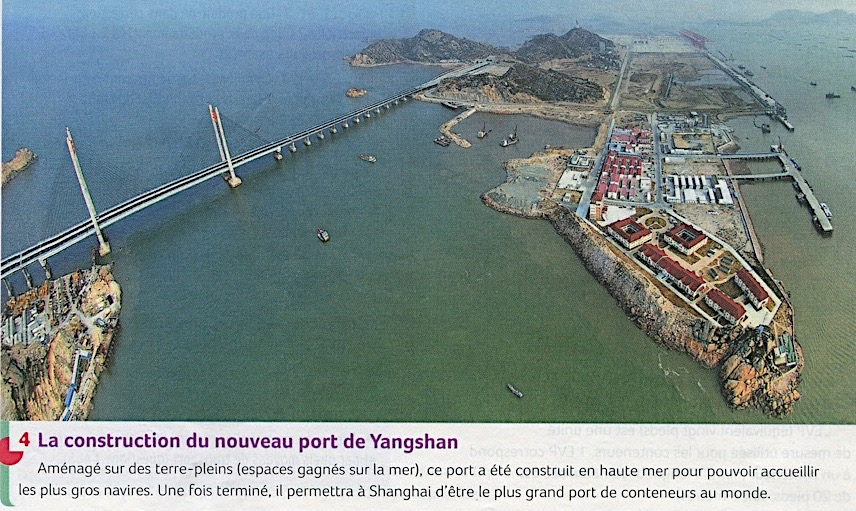 4 La construction du nouveau port de Yangshan
Aménagé sur des terre-pleins (espaces gagnés sur la mer), ce port a été construit en haute mer pour pouvoir accueillir
les plus gros navires. Une fois terminé, il permettra à Shanghai d'être le plus grand port de conteneurs au monde.